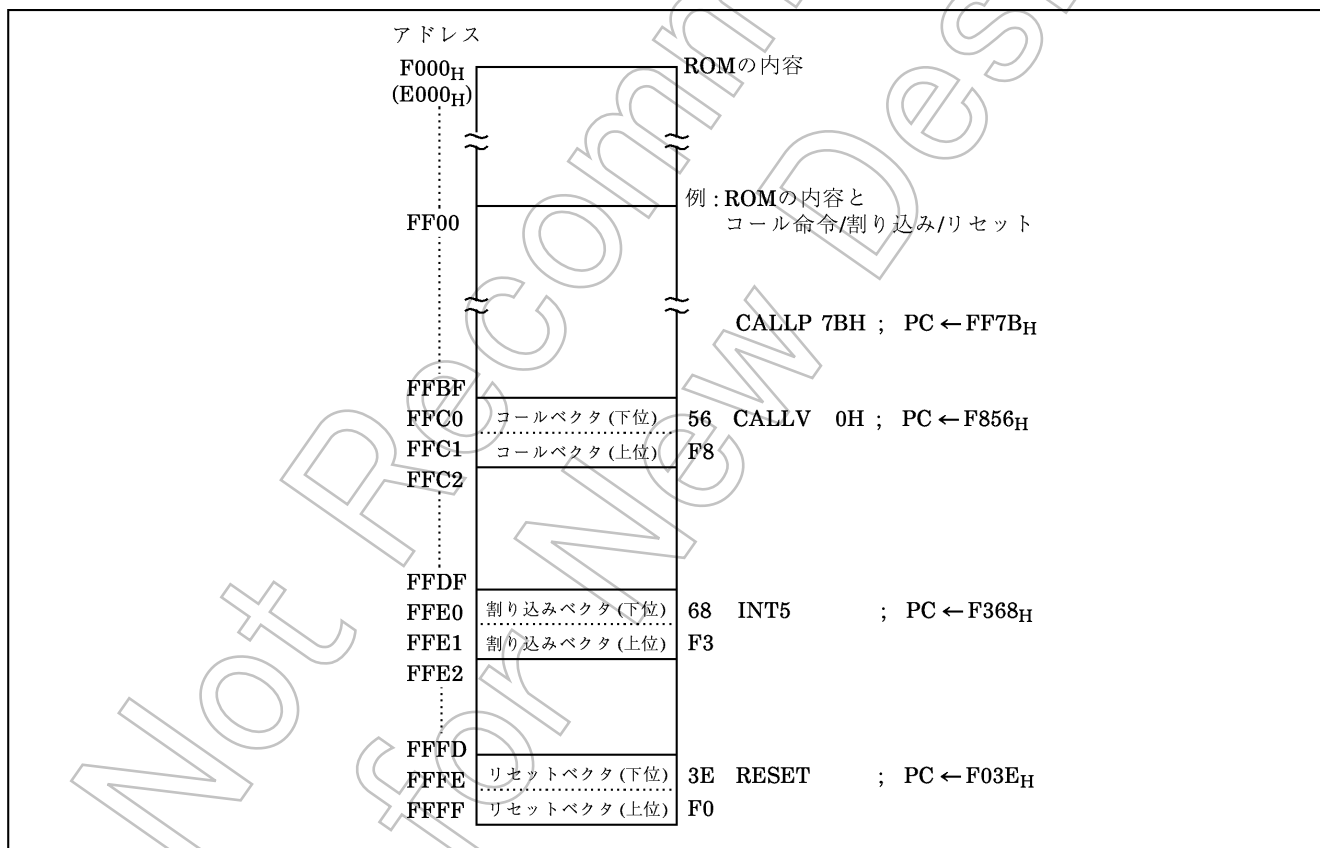 アドレス
F000H ROMの内容
(E000H)
例 : ROMの内容と
FF00 コール命令/割り込み/リセット
CALLP 7BH ; PC ← FF7BH
FFBF
FFC0 コールベクタ (下位) 56 CALLV 0H ; PC ← F856H
FFC1 コールベクタ (上位) F8
FFC2
FFDF
FFE0 割り込みベクタ (下位) 68 INT5 ; PC ← F368H
FFE1 割り込みベクタ (上位) F3
FFE2
FFFD
FFFE リセットベクタ (下位) 3E RESET ; PC ← F03EH
FFFF リセットベクタ (上位) F0
Not Recomm
for New Des